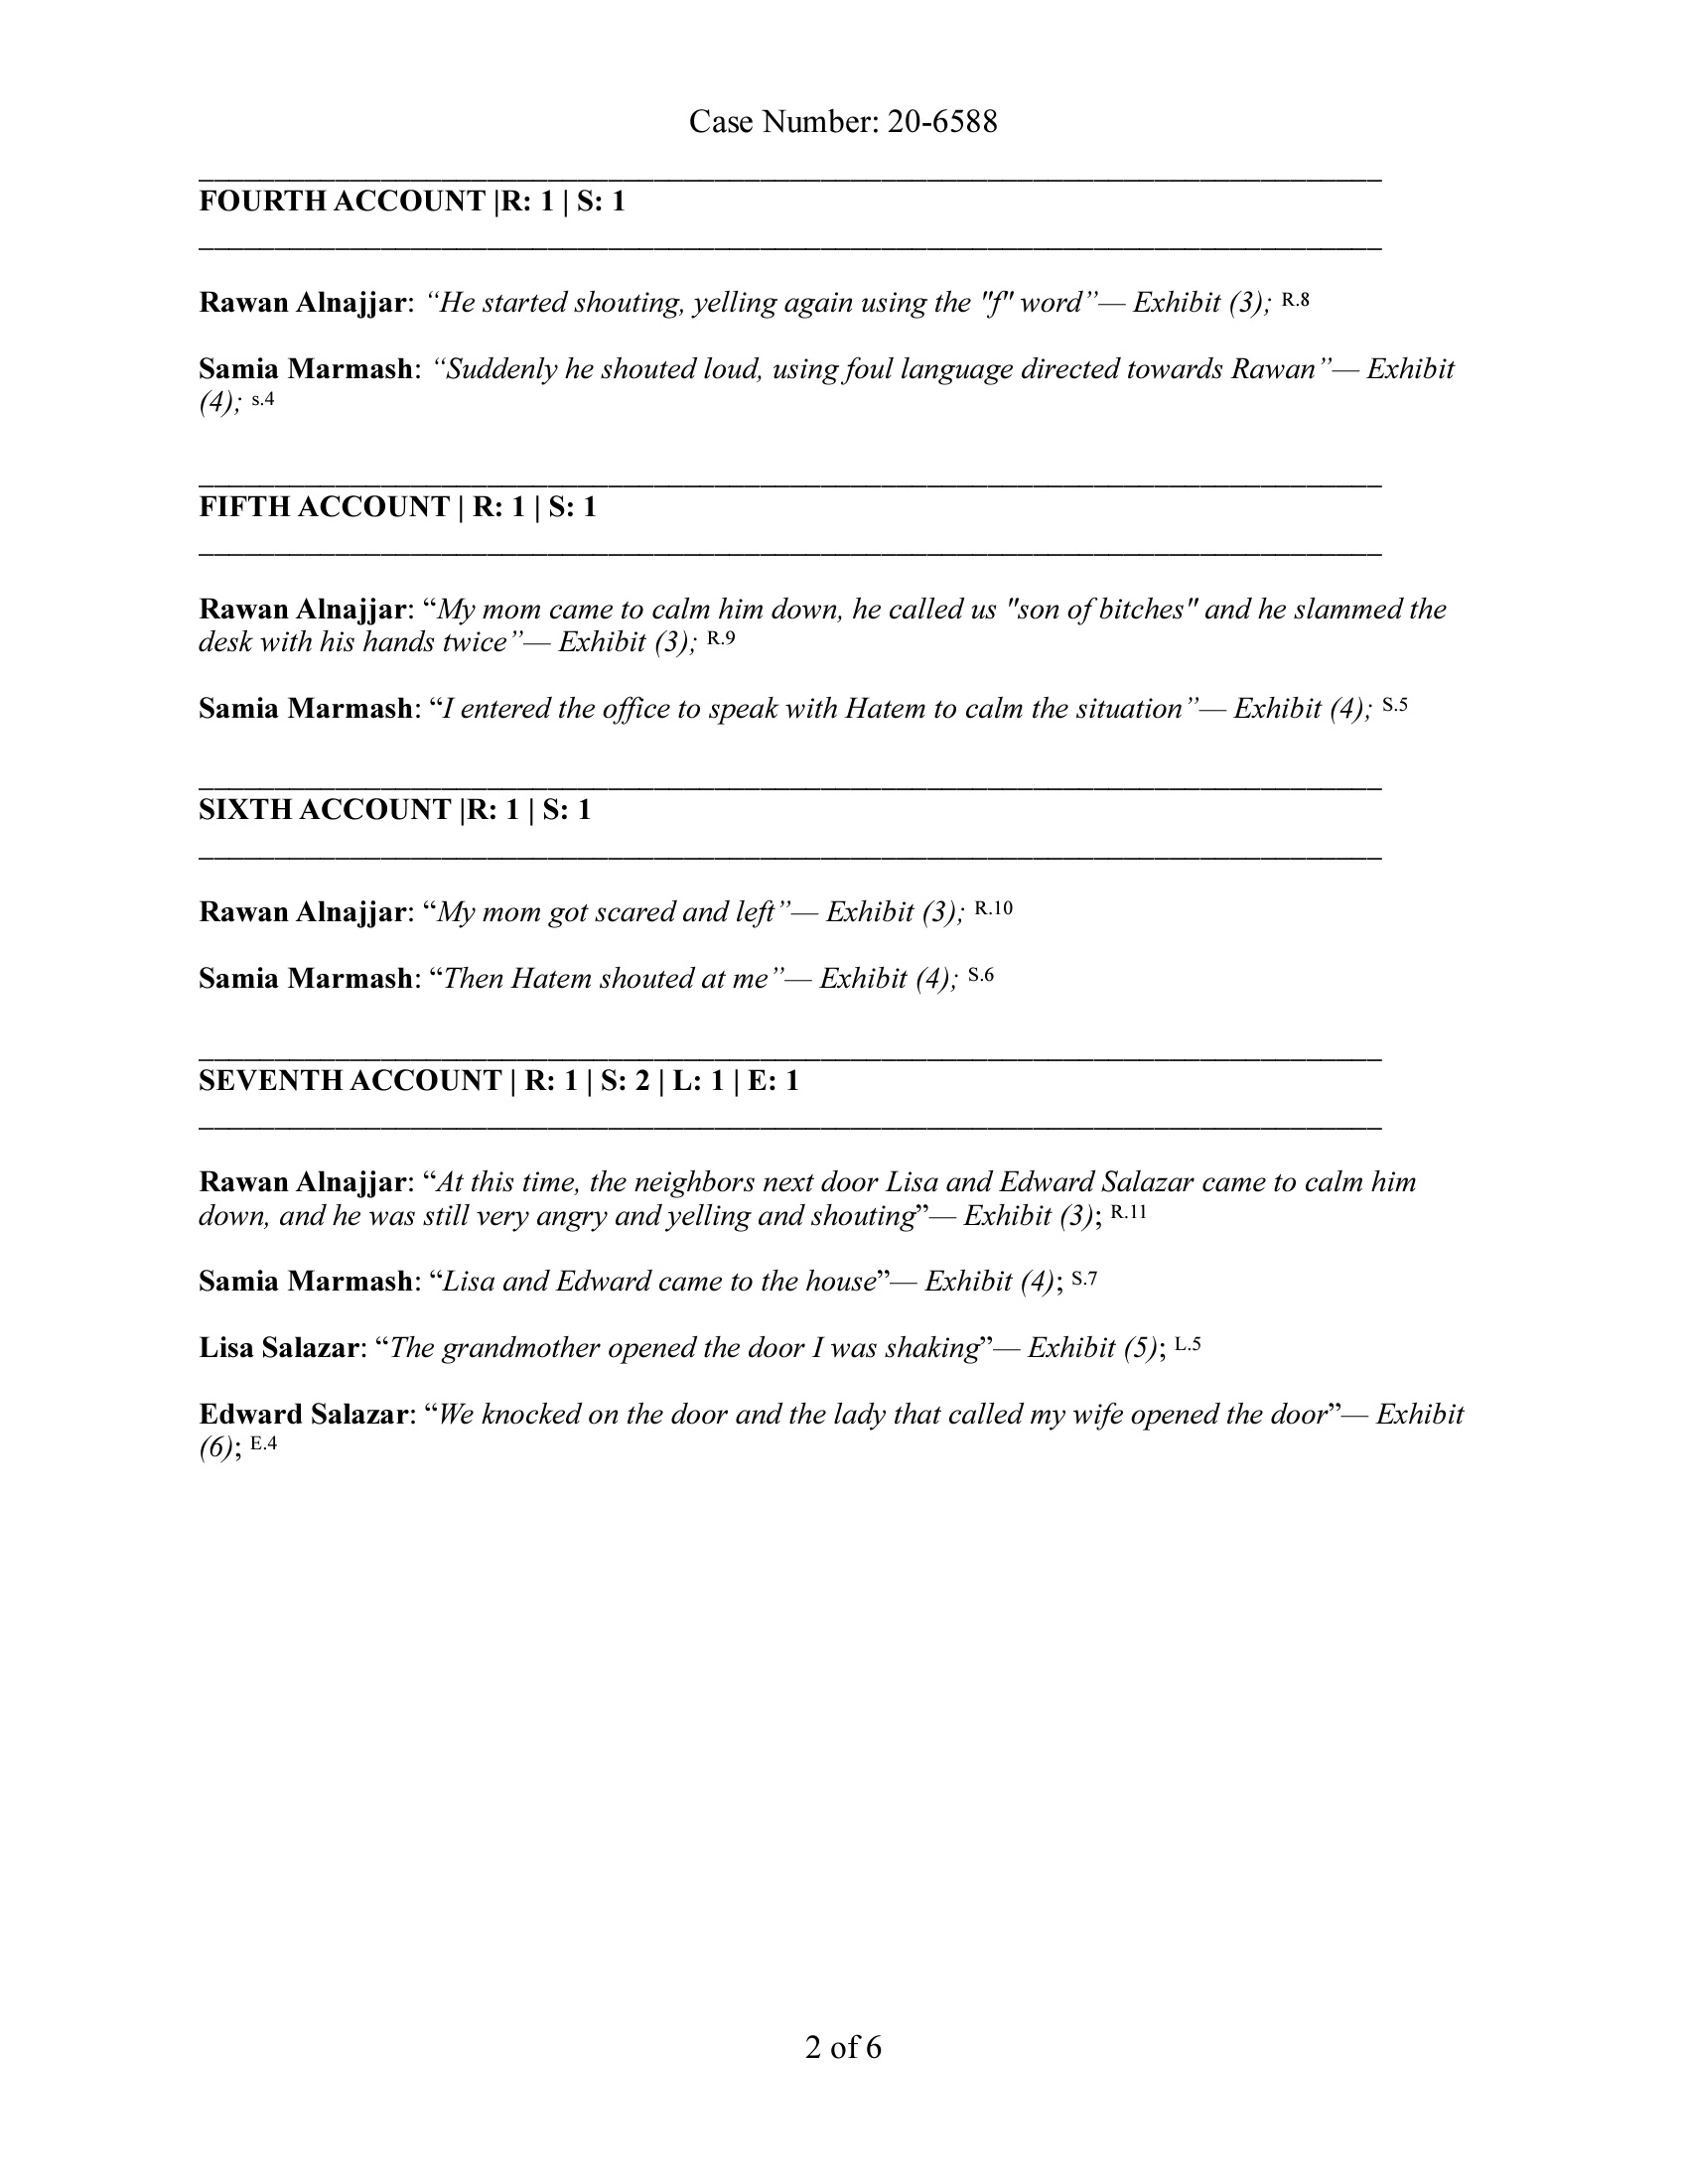 Case Number: 20-6588
FOURTH ACCOUNT |R: 1 | S: 1
Rawan Alnajjar: “He started shouting, yelling again using the "f" word”— Exhibit (3); R.8
Samia Marmash: “Suddenly he shouted loud, using foul language directed towards Rawan”— Exhibit
(4); s.4
FIFTH ACCOUNT | R: 1 | S: 1
Rawan Alnajjar: “My mom came to calm him down, he called us "son of bitches" and he slammed the
desk with his hands twice”— Exhibit (3); R.9
Samia Marmash: “I entered the office to speak with Hatem to calm the situation”— Exhibit (4); S.5
SIXTH ACCOUNT |R: 1 | S: 1
Rawan Alnajjar: “My mom got scared and left”— Exhibit (3); R.10
Samia Marmash: “Then Hatem shouted at me”— Exhibit (4); S.6
SEVENTH ACCOUNT | R: 1 | S: 2 | L: 1 | E: 1
Rawan Alnajjar: “At this time, the neighbors next door Lisa and Edward Salazar came to calm him
down, and he was still very angry and yelling and shouting”— Exhibit (3); R.11
Samia Marmash: “Lisa and Edward came to the house”— Exhibit (4); S.7
Lisa Salazar: “The grandmother opened the door I was shaking”— Exhibit (5); L.5
Edward Salazar: “We knocked on the door and the lady that called my wife opened the door”— Exhibit
(6); E.4
2 of 6